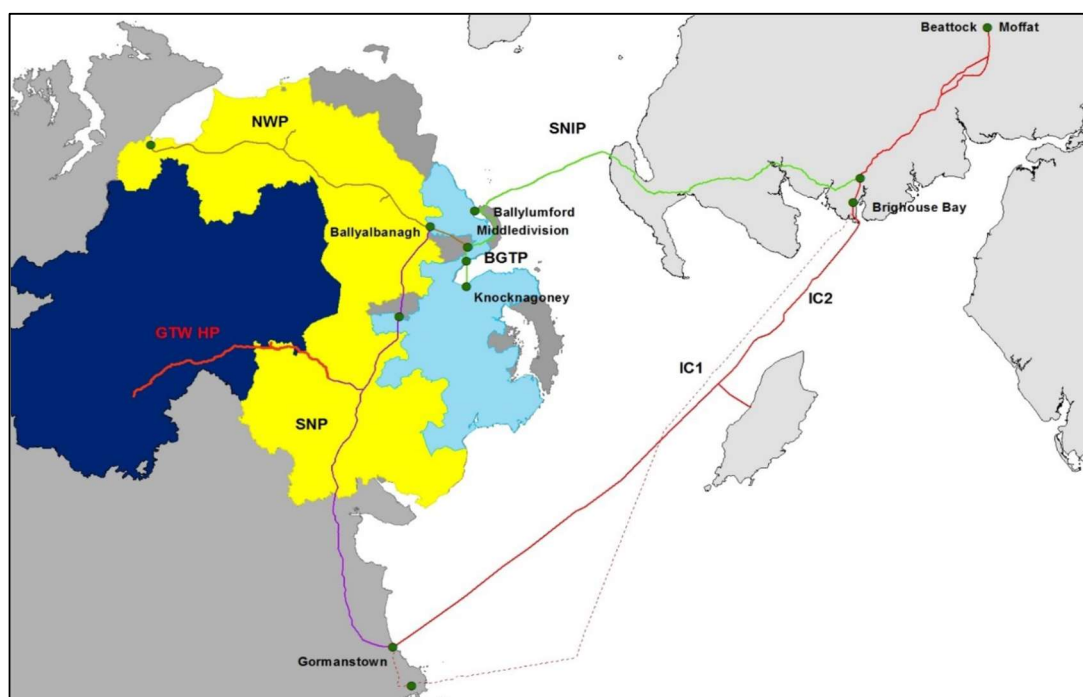 Beattock
Moffat
NWP
SNIP
Ballylumford
Brighouse Bay
Ballyalbanagh
Middledivision
BGTP
Knocknagoney
IC2
GTW HP
IC1
SNP
Gormanstown